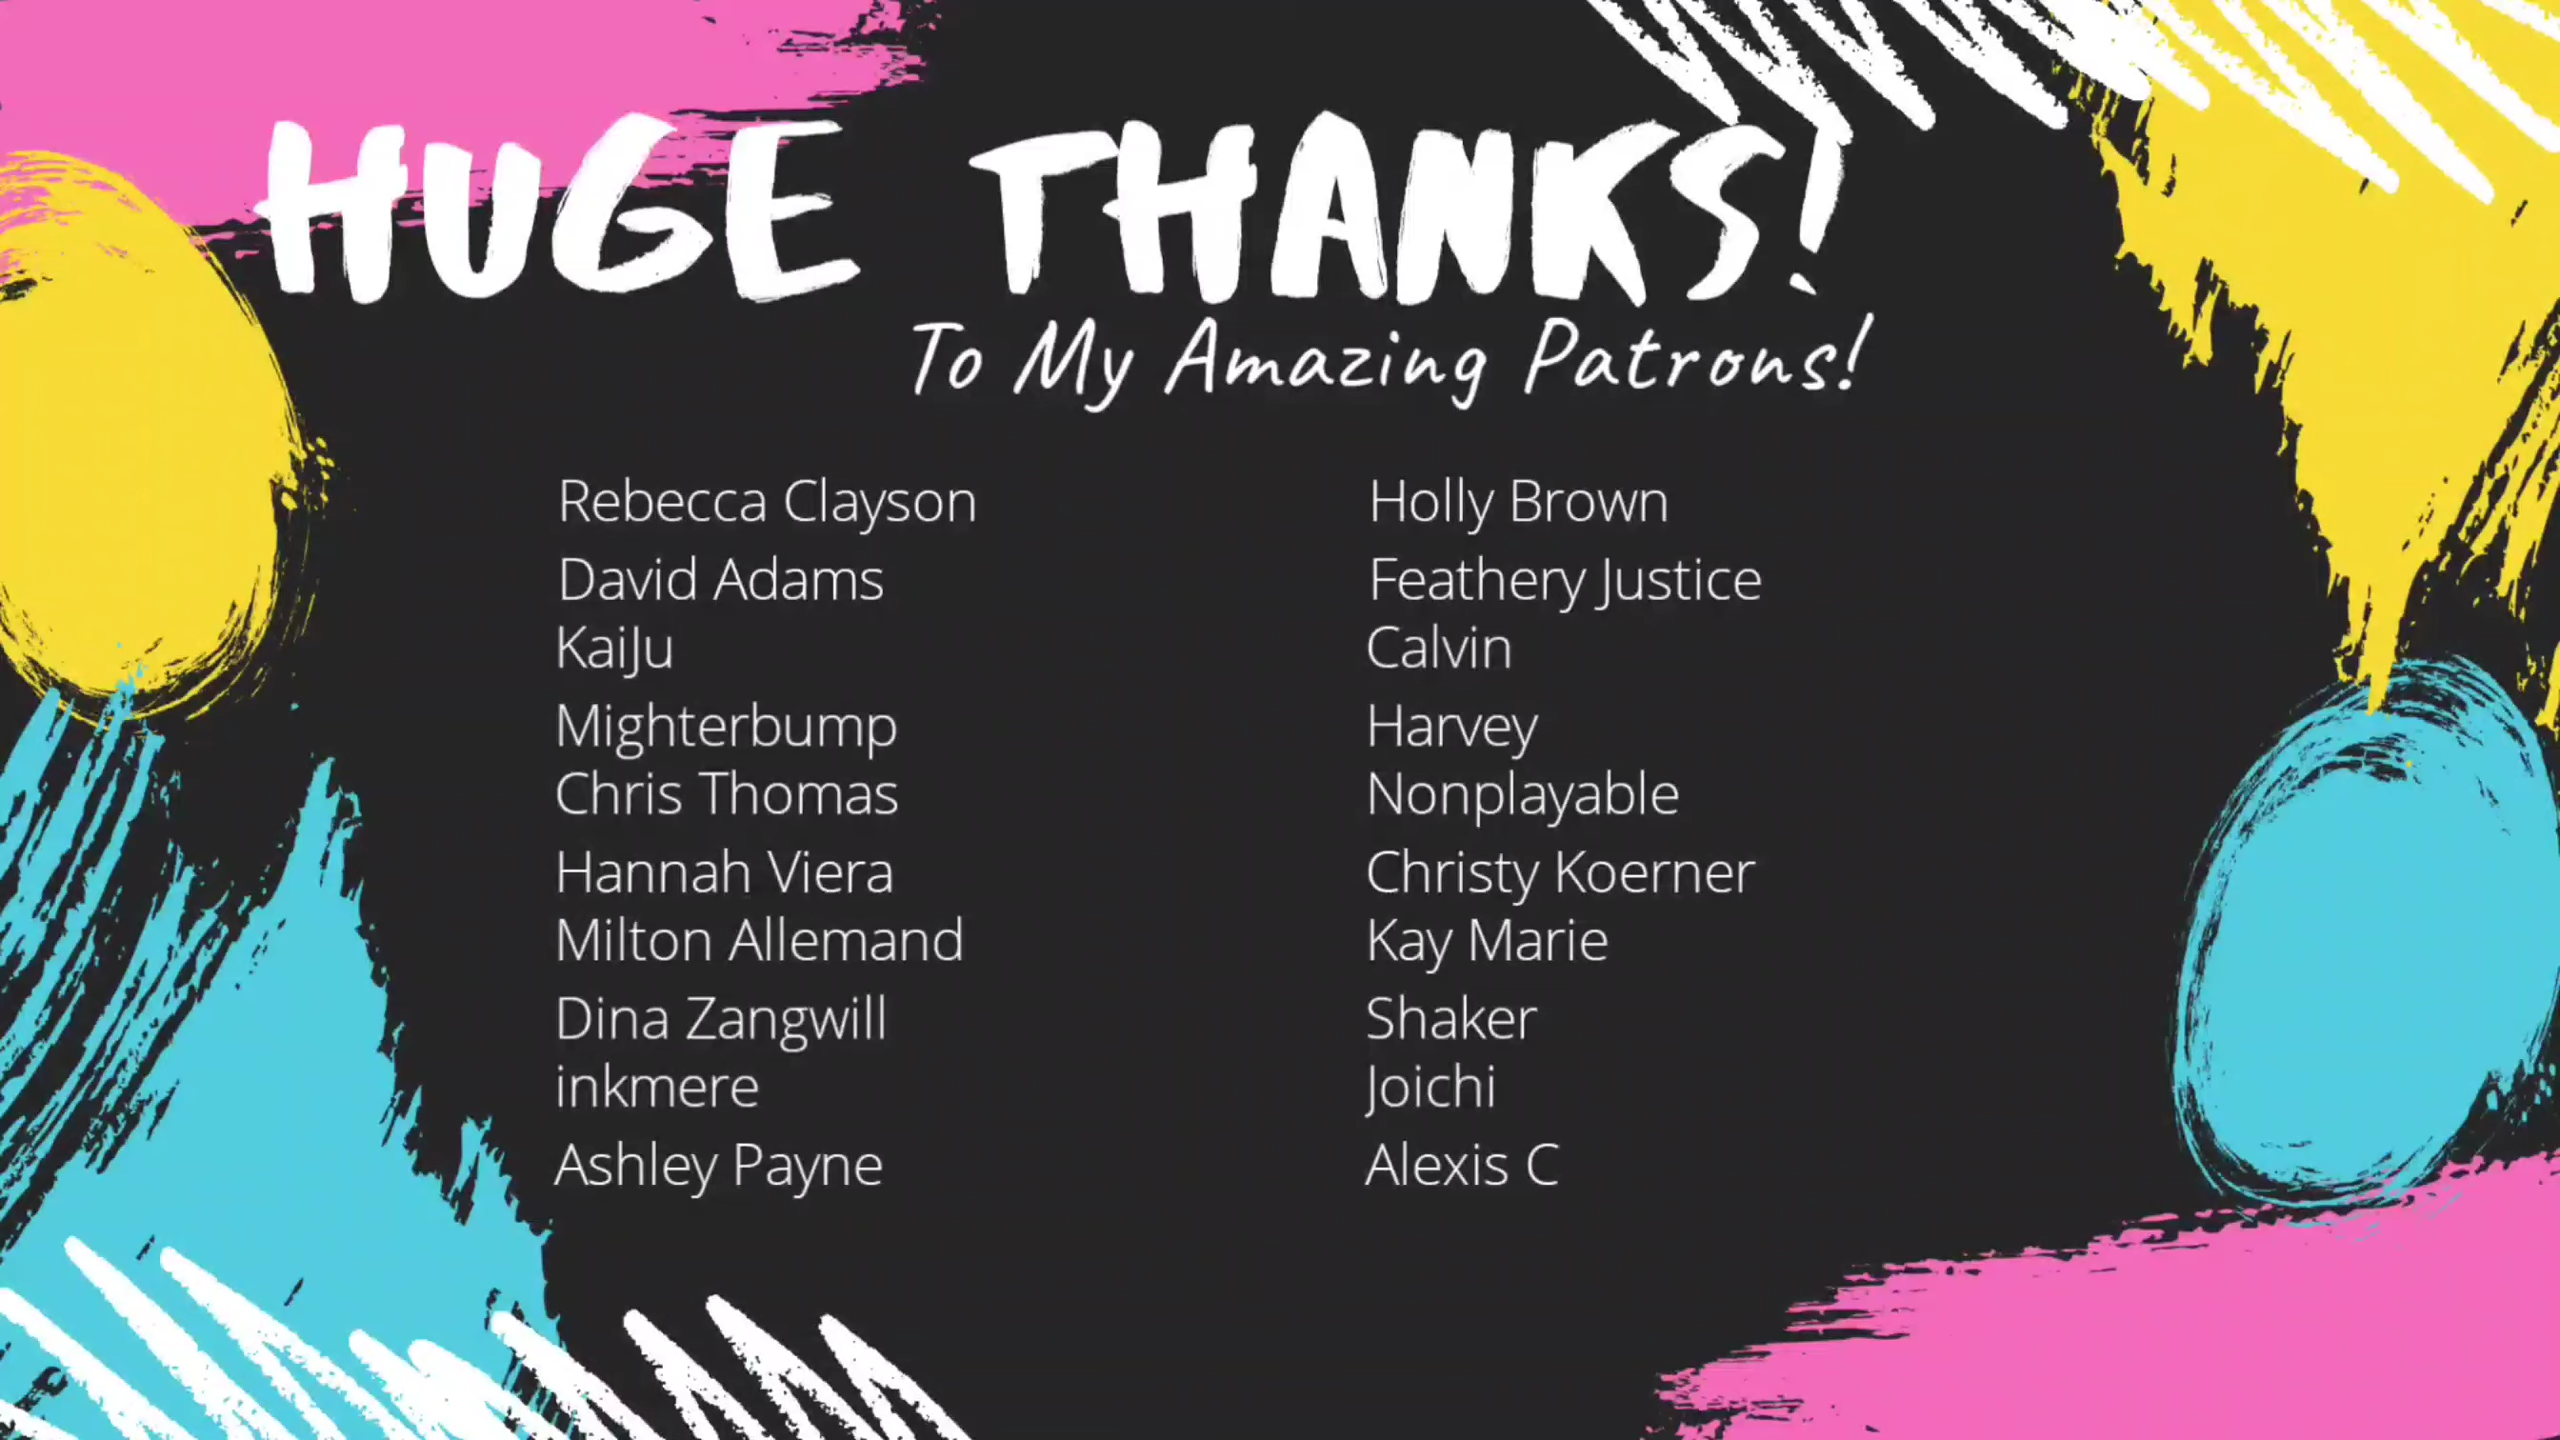 HUGE THANKS!
To My Amazing Patrons!
Rebecca Clayson
David Adams
KaiJu
Mighterbump
Chris Thomas
Hannah Viera
Milton Allemand
Dina Zangwill
inkmere
Ashley Payne
Holly Brown
Feathery Justice
Calvin
Harvey
Nonplayable
Christy Koerner
Kay Marie
Shaker
Joichi
Alexis C